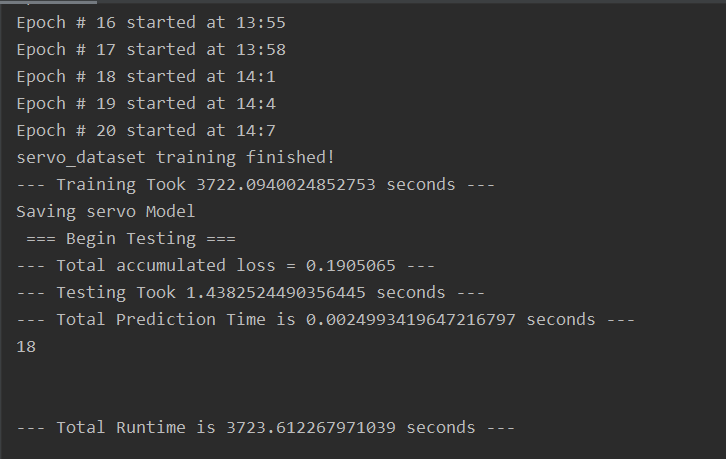 Epoch # 16 started at 13:55
Epoch # 17 started at 13:58
Epoch # 18 started at 14:1
Epoch # 19 started at 14:4
Epoch # 20 started at 14:7
servo_dataset training finished!
--- Training Took 3722.0940024852753 seconds ---
Saving servo Model
=== Begin Testing ===
--- Total accumulated loss = 0.1905065 ---
--- Testing Took 1.4382524490356445 seconds ---
--- Total Prediction Time is 0.0024993419647216797 seconds ---
18
--- Total Runtime is 3723.612267971039 seconds ---